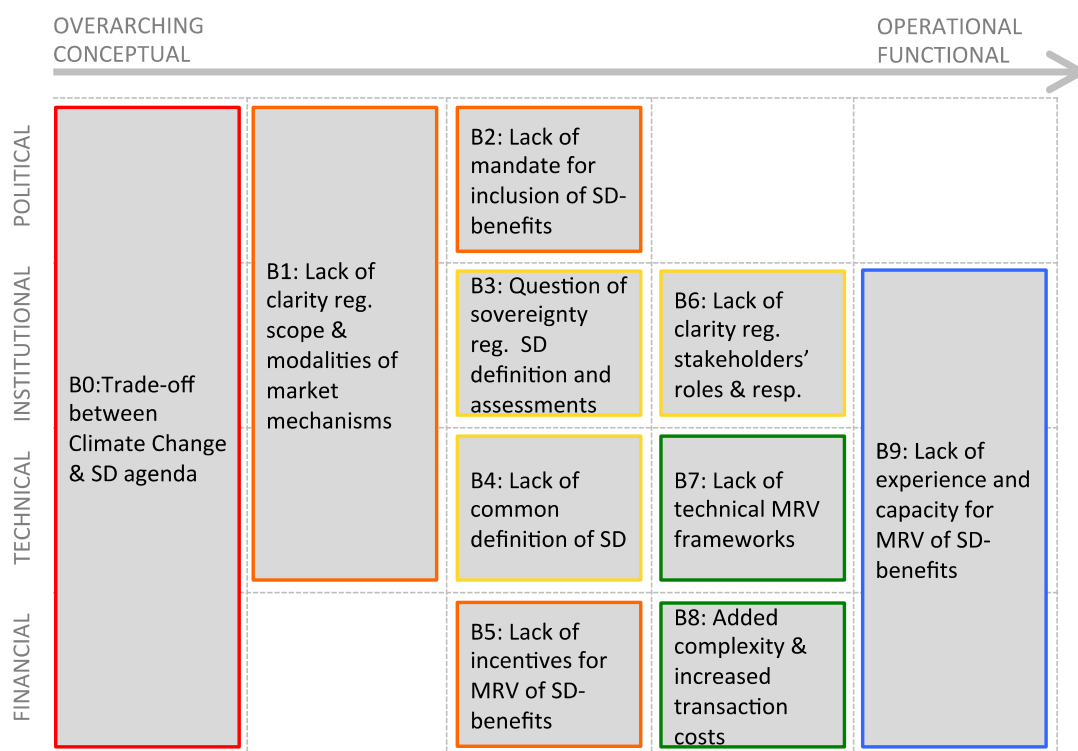 OVERARCHING
CONCEPTUAL
OPERATIONAL
FUNCTIONAL
POLITICAL
INSTITUTIONAL
TECHNICAL
FINANCIAL
B0:Trade-off
between
Climate Change
& SD agenda
B1: Lack of
clarity reg.
scope &
modalities of
market
mechanisms
B2: Lack of
mandate for
inclusion of SD-
benefits
B3: Question of
sovereignty
reg.  SD
definition and
assessments
B4: Lack of
common
definition of SD
B5: Lack of
incentives for
MRV of SD-
benefits
B6: Lack of
clarity reg.
stakeholders’
roles & resp.
B7: Lack of
technical MRV
frameworks
B8: Added
complexity &
increased
transaction
costs
B9: Lack of
experience and
capacity for
MRV of SD-
benefits